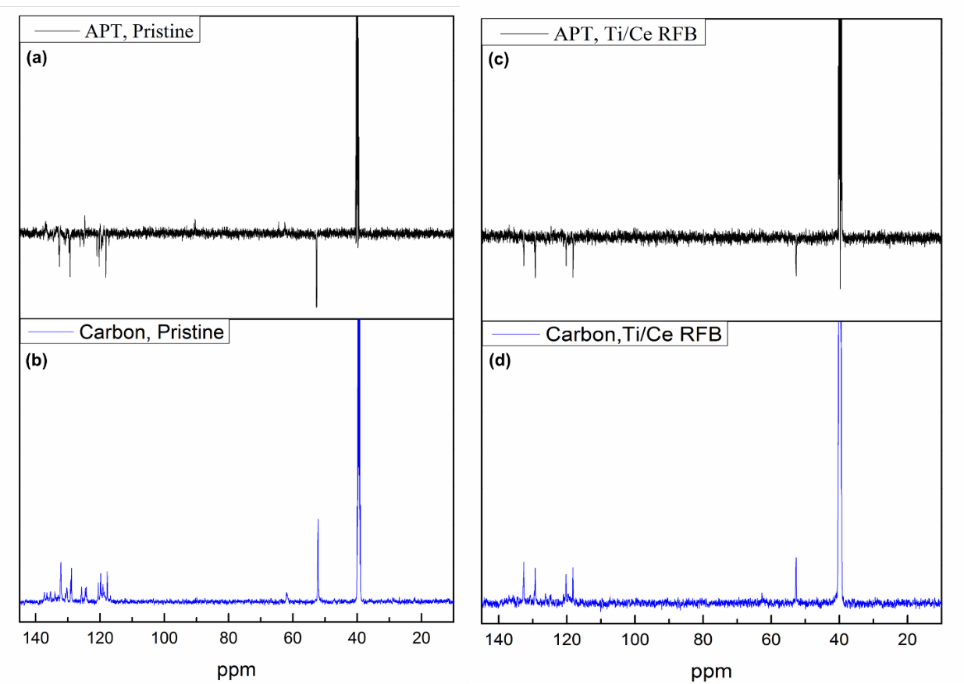 APT, Pristine
(a)
Carbon, Pristine
(b)
140 120 100 80 60 40 20
ppm
APT, Ti/Ce RFB
(c)
Carbon,Ti/Ce RFB
(d)
140 120 100 80 60 40 20
ppm